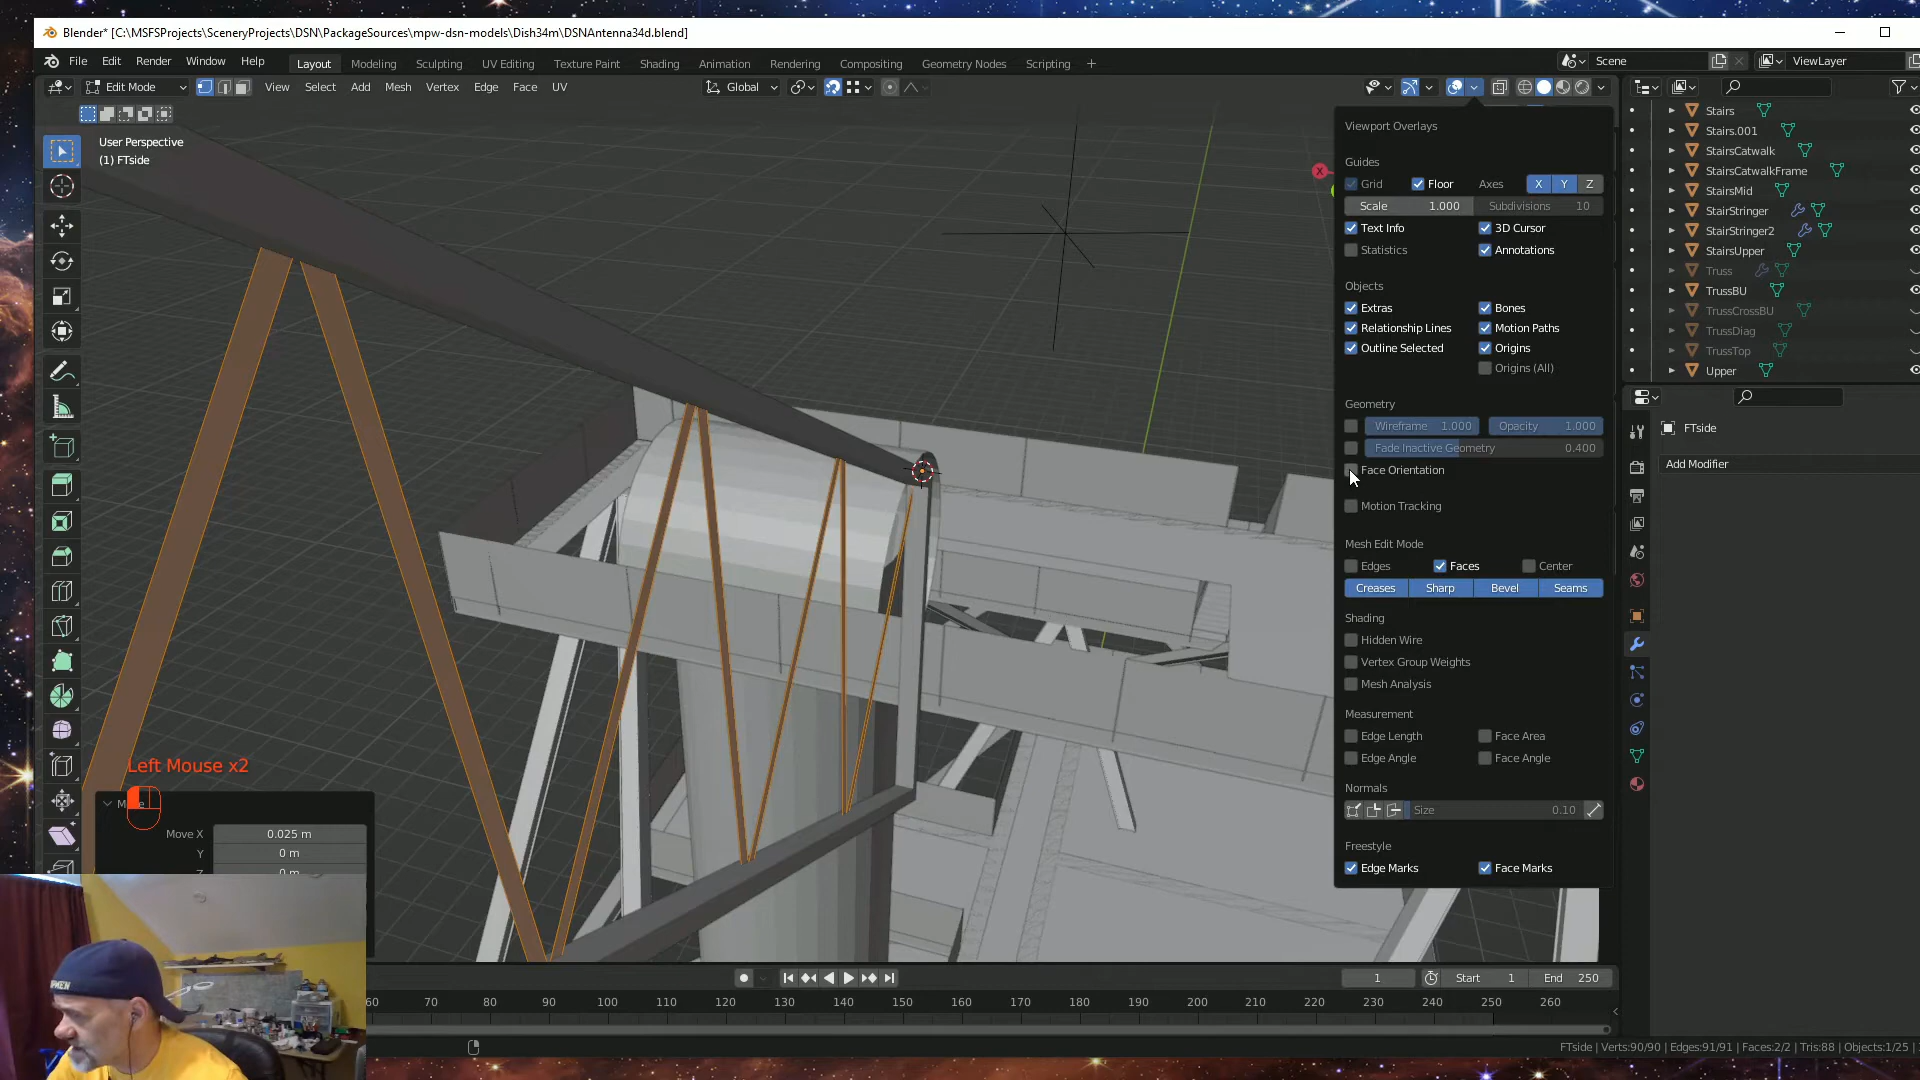 Blender* [C:\MSFSProjects\SceneryProjects\DSN\PackageSources\mpw-dsn-models\Dish34m\DSNAntenna34d.blend]
File Edit Render Window Help Layout Modeling Sculpting UV Editing Texture Paint Shading Animation Rendering Compositing Geometry Nodes Scripting + Scene ViewLayer
Edit Mode View Select Add Mesh Vertex Edge Face UV Global
User Perspective
(1) FTside
X
Viewport Overlays
Guides
Grid Floor Axes X Y Z
Scale 1.000 Subdivisions 10
Text Info 3D Cursor
Statistics Annotations
Objects
Extras Bones
Relationship Lines Motion Paths
Outline Selected Origins
Origins (All)
Geometry
Wireframe 1.000 Opacity 1.000
Fade Inactive Geometry 0.400
Face Orientation
Motion Tracking
Mesh Edit Mode
Edges Faces Center
Creases Sharp Bevel Seams
Shading
Hidden Wire
Vertex Group Weights
Mesh Analysis
Measurement
Edge Length Face Area
Edge Angle Face Angle
Normals
Size 0.10
Freestyle
Edge Marks Face Marks
Stairs
Stairs.001
StairsCatwalk
StairsCatwalkFrame
StairsMid
StairStringer
StairStringer2
StairsUpper
Truss
TrussBU
TrussCrossBU
TrussDiag
TrussTop
Upper
FTside
Add Modifier
Left Mouse x2
Move X 0.025 m
Y 0 m
Z 0 m
1 Start 1 End 250
60 70 80 90 100 110 120 130 140 150 160 170 180 190 200 210 220 230 240 250 260
FTside | Verts:90/90 | Edges:91/91 | Faces:2/2 | Tris:88 | Objects:1/25